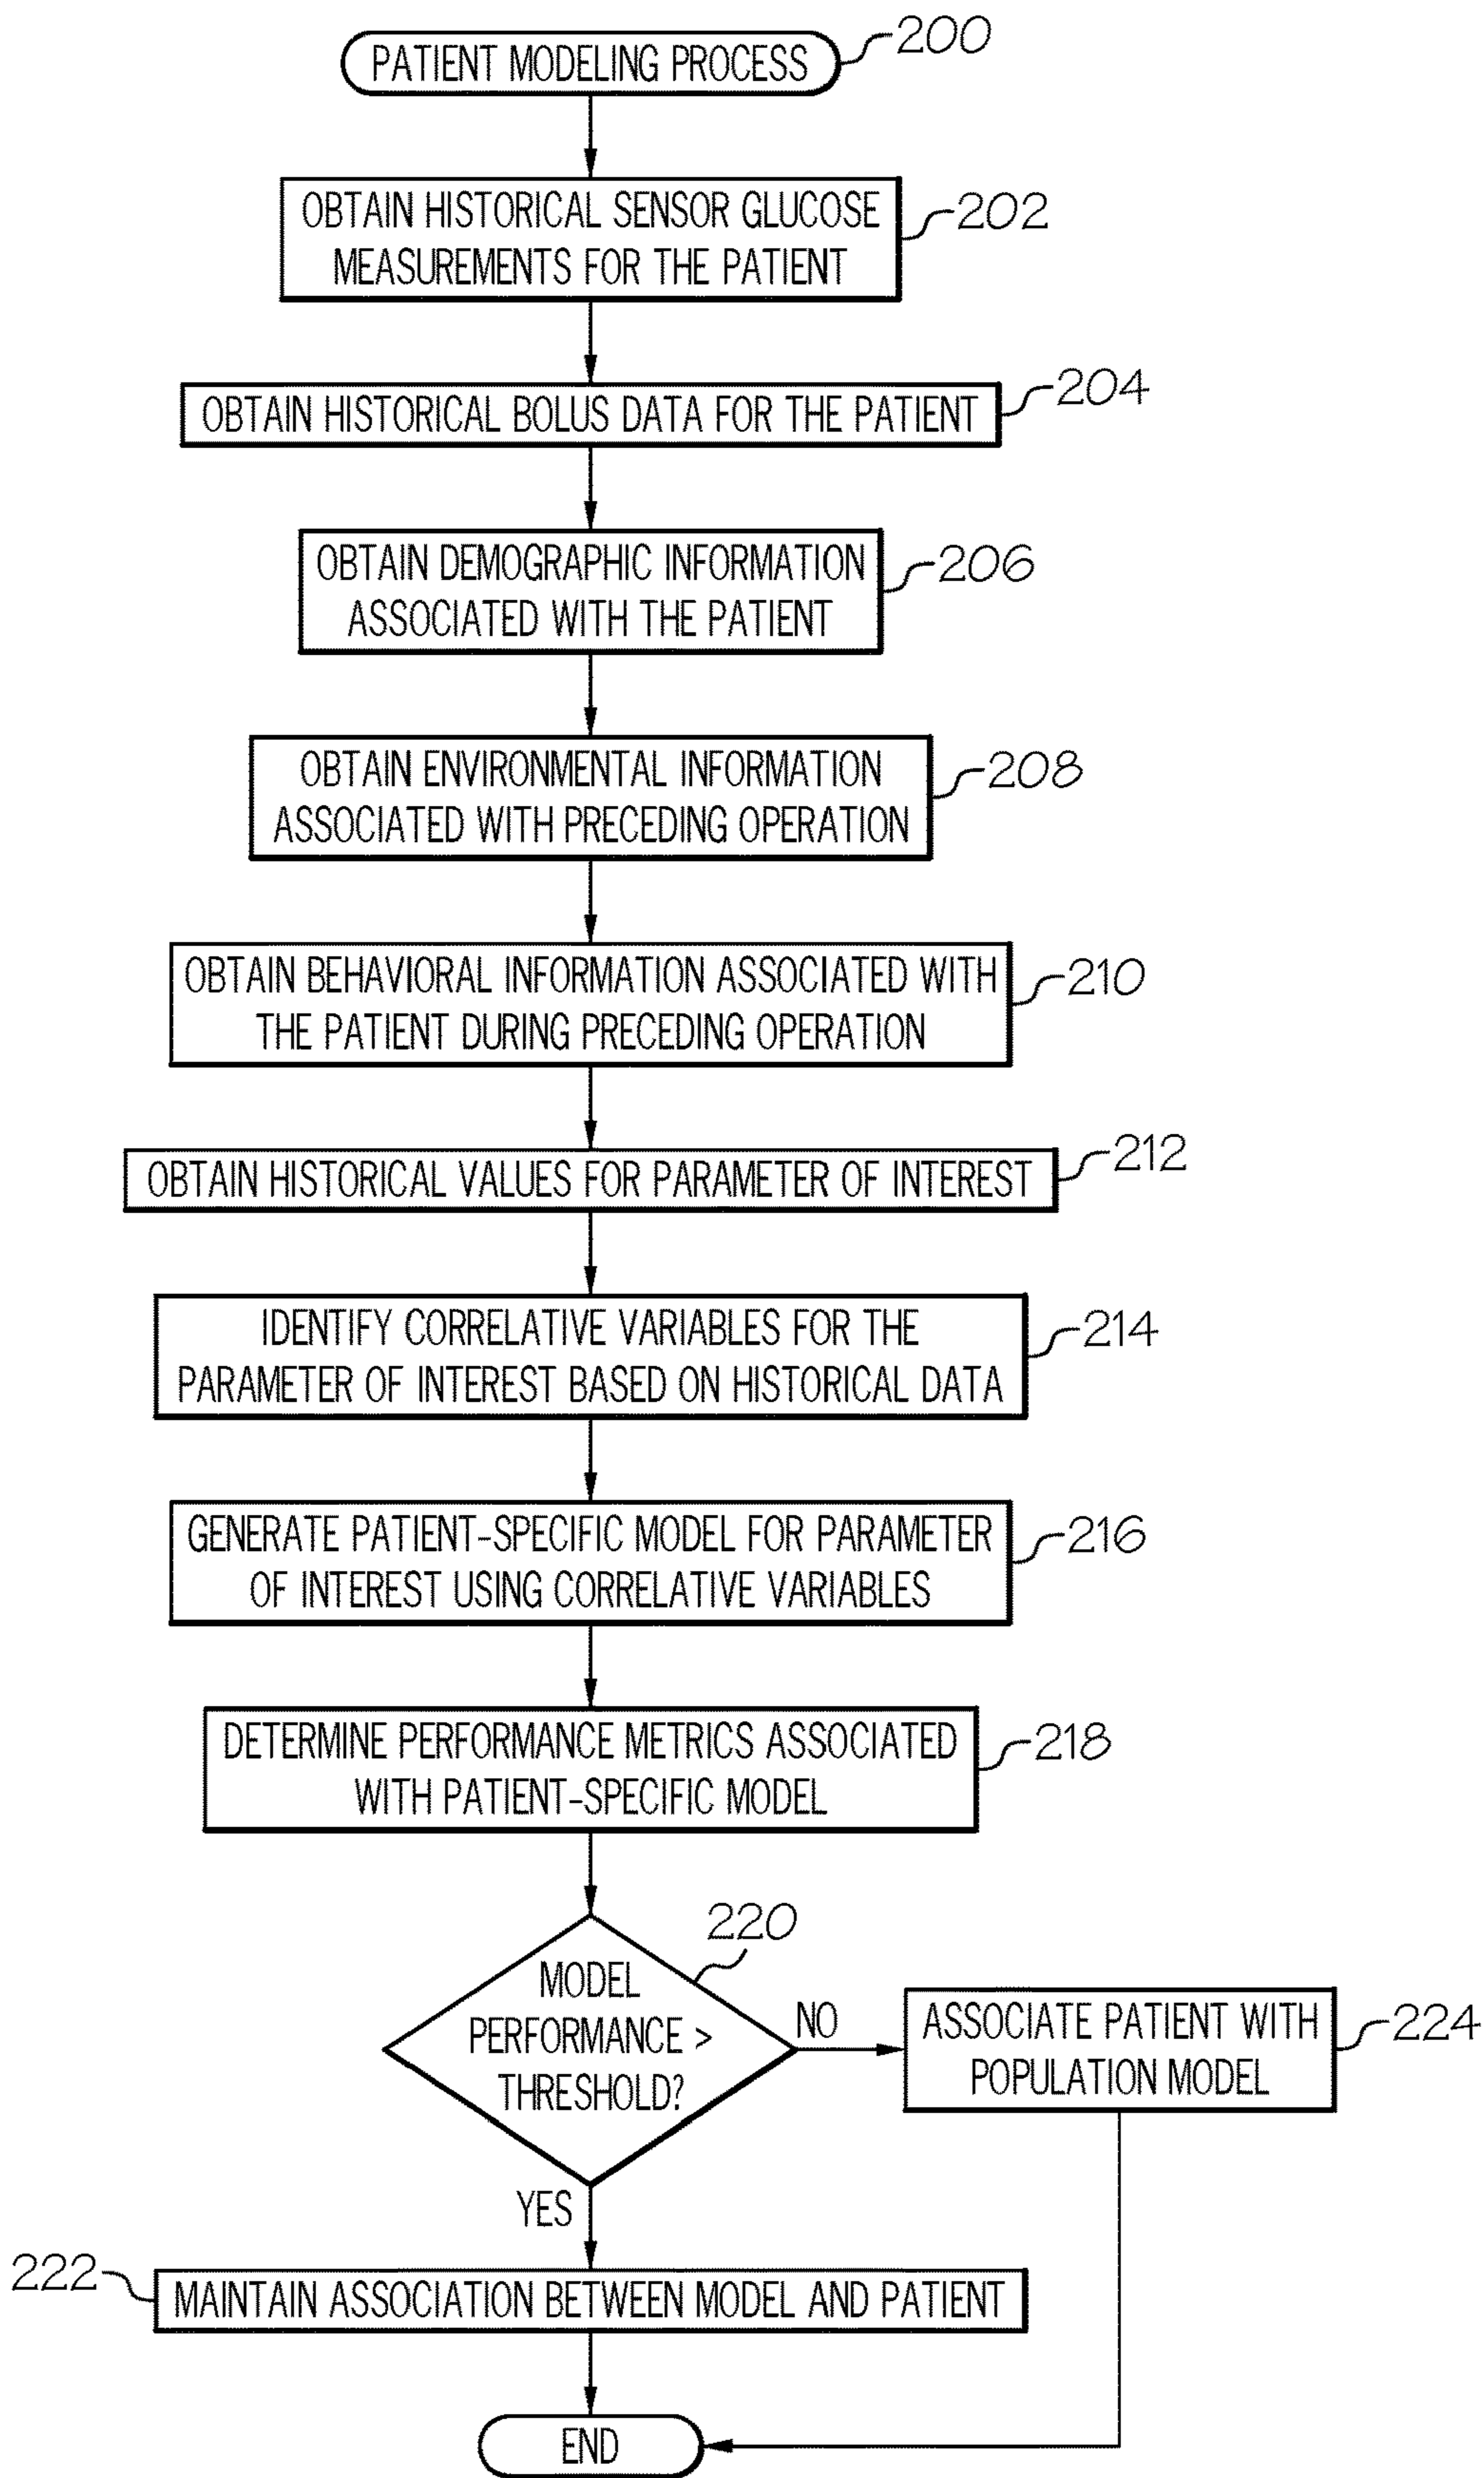 PATIENT MODELING PROCESS
200
OBTAIN HISTORICAL SENSOR GLUCOSE
MEASUREMENTS FOR THE PATIENT
202
OBTAIN HISTORICAL BOLUS DATA FOR THE PATIENT
204
OBTAIN DEMOGRAPHIC INFORMATION
ASSOCIATED WITH THE PATIENT
206
OBTAIN ENVIRONMENTAL INFORMATION
ASSOCIATED WITH PRECEDING OPERATION
208
OBTAIN BEHAVIORAL INFORMATION ASSOCIATED WITH
THE PATIENT DURING PRECEDING OPERATION
210
OBTAIN HISTORICAL VALUES FOR PARAMETER OF INTEREST
212
IDENTIFY CORRELATIVE VARIABLES FOR THE
PARAMETER OF INTEREST BASED ON HISTORICAL DATA
214
GENERATE PATIENT-SPECIFIC MODEL FOR PARAMETER
OF INTEREST USING CORRELATIVE VARIABLES
216
DETERMINE PERFORMANCE METRICS ASSOCIATED
WITH PATIENT-SPECIFIC MODEL
218
MODEL
PERFORMANCE >
THRESHOLD?
220
NO
ASSOCIATE PATIENT WITH
POPULATION MODEL
224
YES
222
MAINTAIN ASSOCIATION BETWEEN MODEL AND PATIENT
END